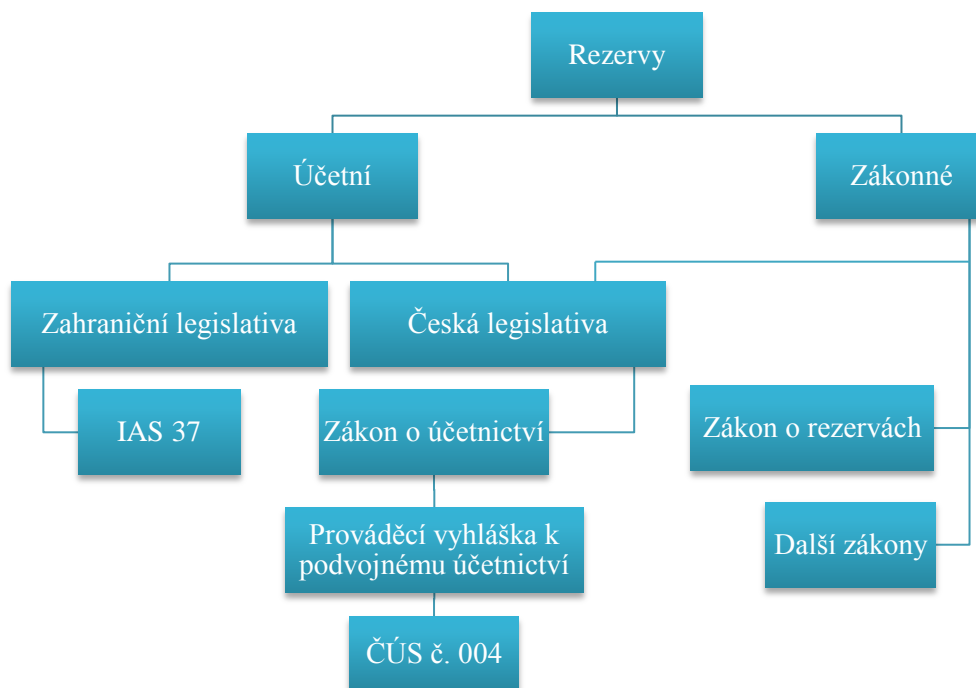 Rezervy
Účetní
Zákonné
Zahraniční legislativa
Česká legislativa
IAS 37
Zákon o účetnictví
Zákon o rezervách
Prováděcí vyhláška k
podvojnému účetnictví
Další zákony
ČÚS č. 004